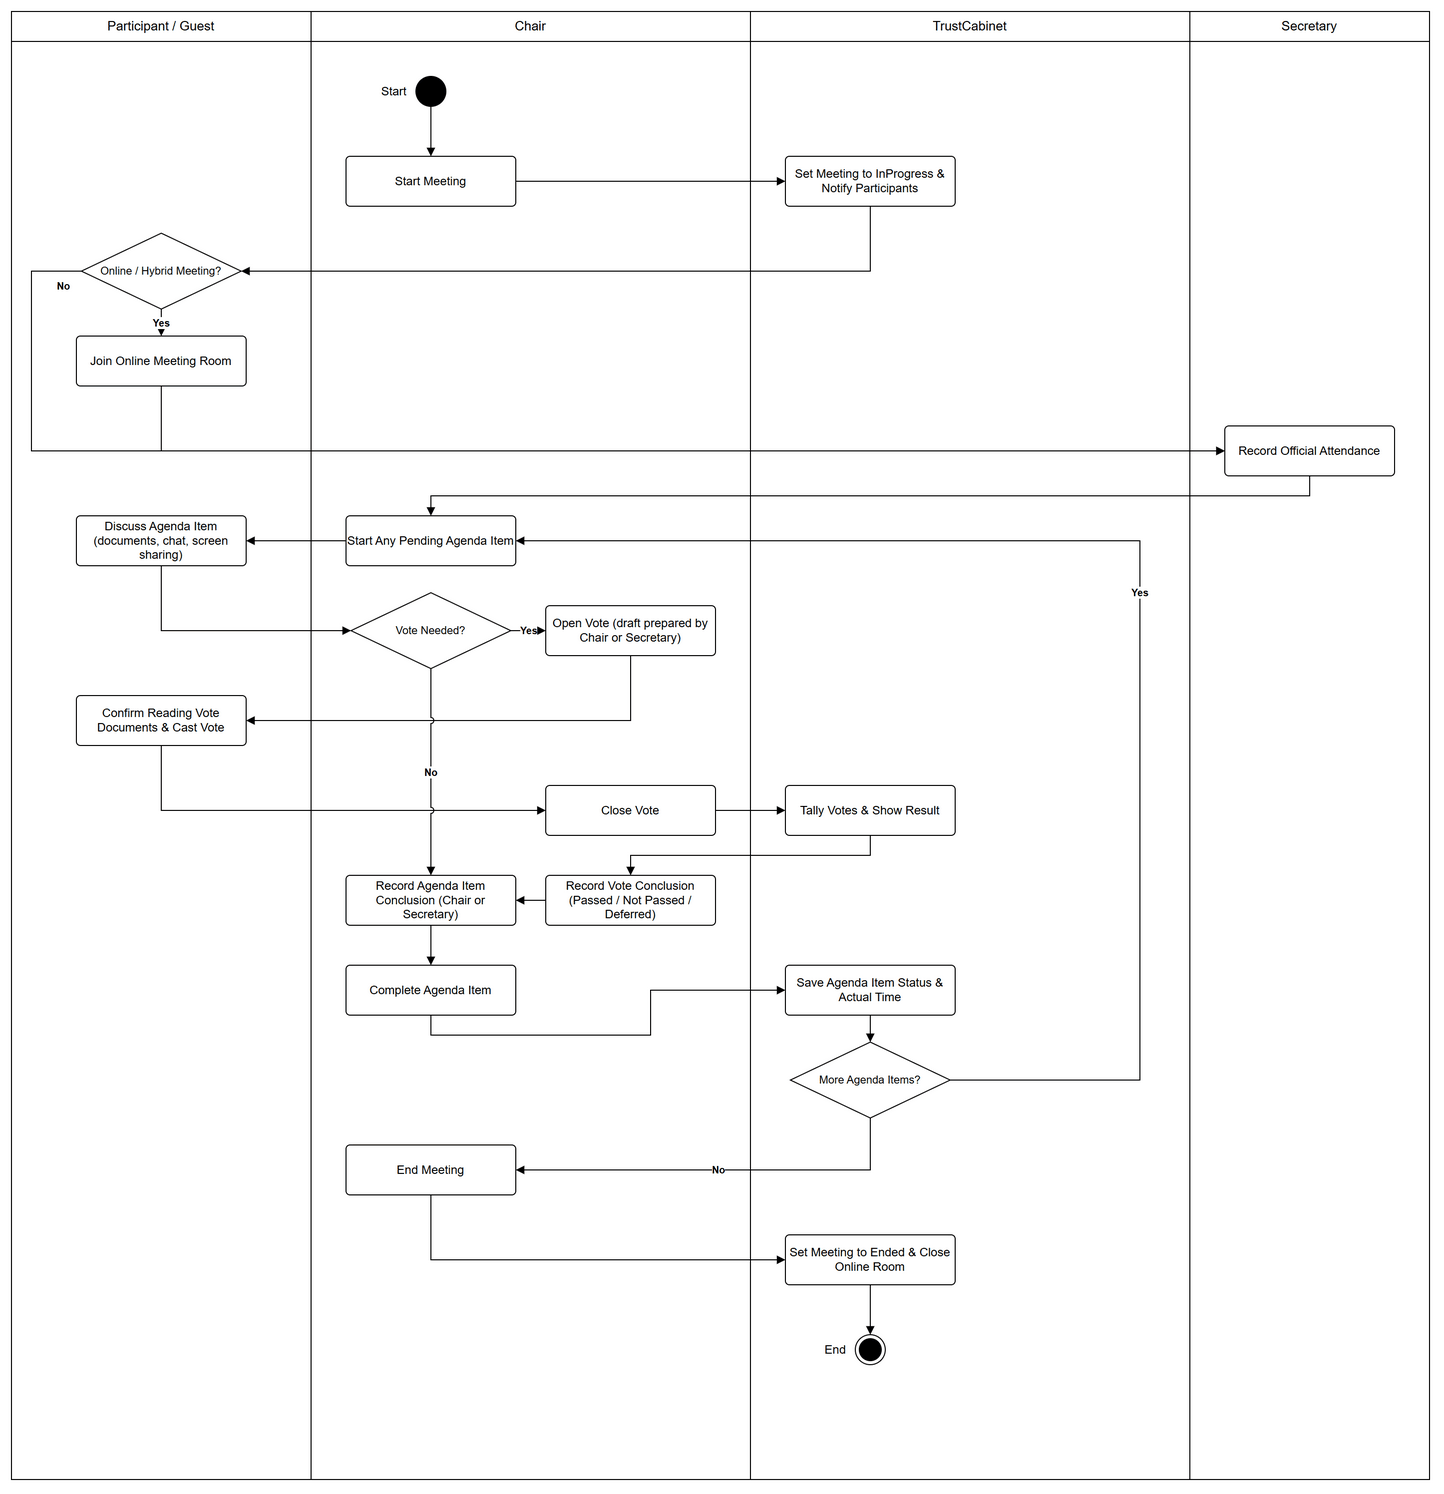 Participant / Guest
Chair
TrustCabinet
Secretary
Start
Start Meeting
Set Meeting to InProgress &
Notify Participants
Online / Hybrid Meeting?
No
Yes
Join Online Meeting Room
Record Official Attendance
Discuss Agenda Item
(documents, chat, screen
sharing)
Start Any Pending Agenda Item
Yes
Vote Needed?
Yes
Open Vote (draft prepared by
Chair or Secretary)
Confirm Reading Vote
Documents & Cast Vote
No
Close Vote
Tally Votes & Show Result
Record Agenda Item
Conclusion (Chair or
Secretary)
Record Vote Conclusion
(Passed / Not Passed /
Deferred)
Complete Agenda Item
Save Agenda Item Status &
Actual Time
More Agenda Items?
End Meeting
No
Set Meeting to Ended & Close
Online Room
End